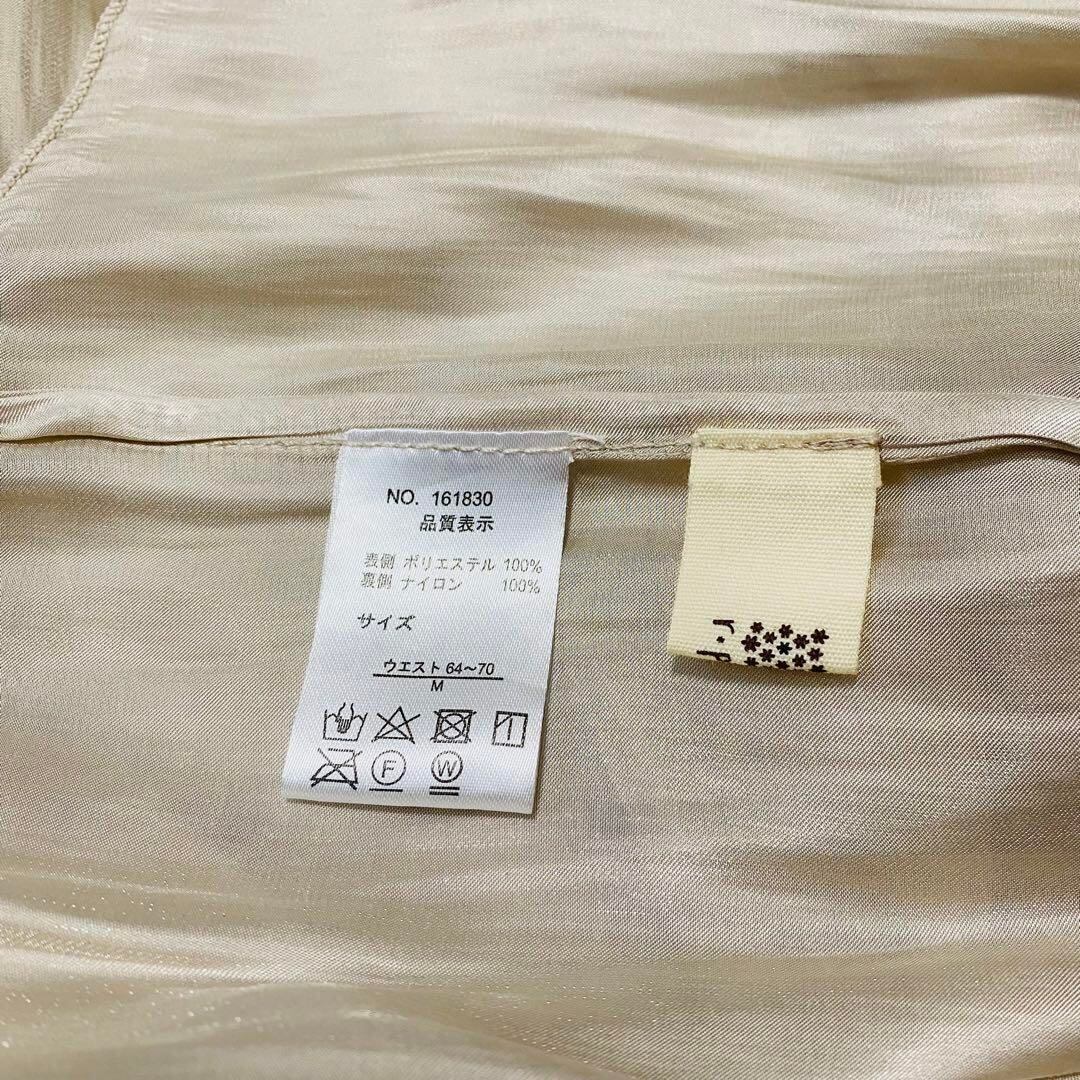 NO. 161830
品質表示
表側 ポリエステル 100%
裏側 ナイロン 100%
サイズ
ウエスト 64〜70
M
F
W
r・p